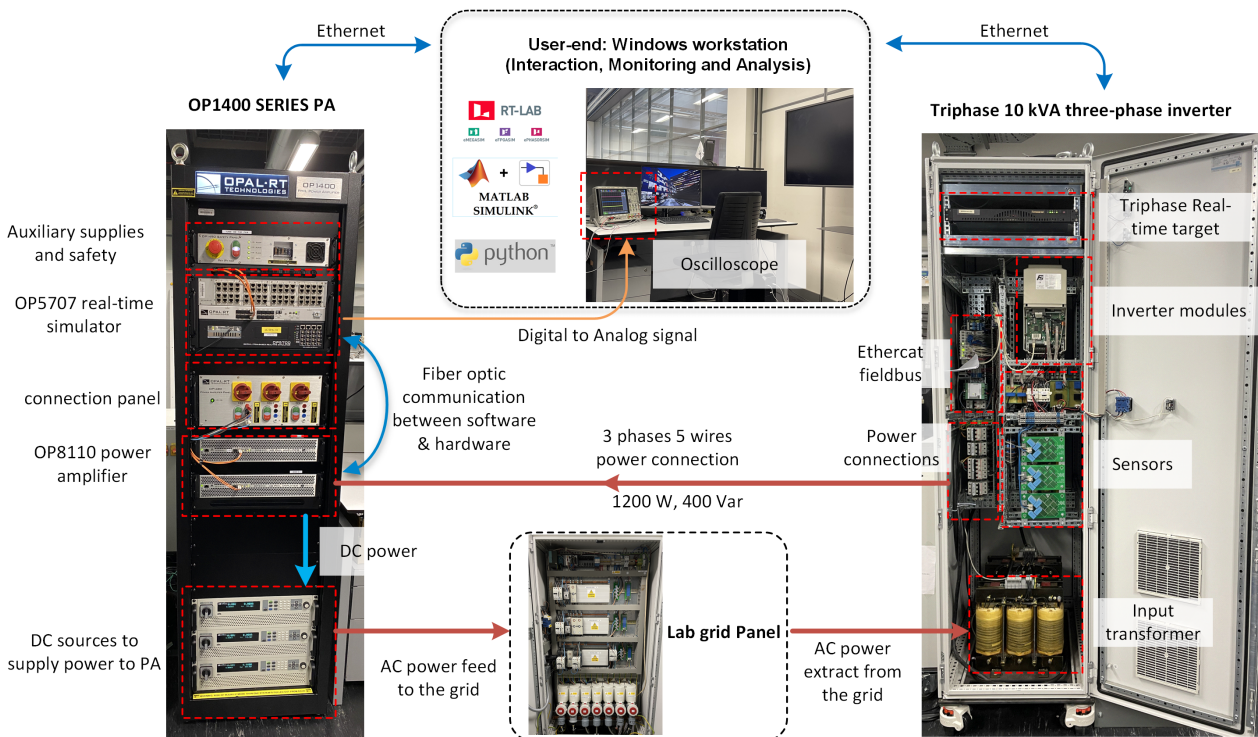 Ethernet
User-end: Windows workstation
(Interaction, Monitoring and Analysis)
Ethernet
OP1400 SERIES PA
Triphase 10 kVA three-phase inverter
RT-LAB
eMEGASIM
eFPGASIM
ePHASORSIM
+
MATLAB
SIMULINK®
python™
Oscilloscope
OPAL-RT
TECHNOLOGIES
OP1400
Auxiliary supplies
and safety
OP5707 real-time
simulator
connection panel
OP8110 power
amplifier
DC sources to
supply power to PA
Digital to Analog signal
Fiber optic
communication
between software
& hardware
3 phases 5 wires
power connection
1200 W, 400 Var
DC power
AC power feed
to the grid
Lab grid Panel
AC power
extract from
the grid
Triphase Real-
time target
Inverter modules
Ethercat
fieldbus
Power
connections
Sensors
Input
transformer